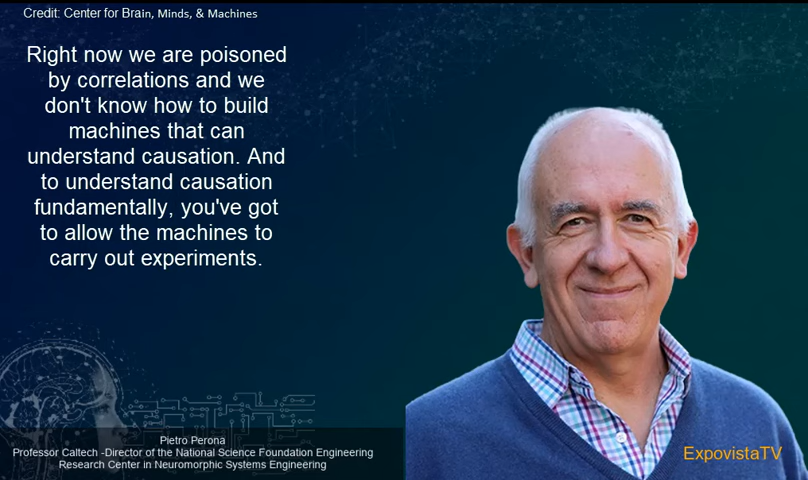 Credit: Center for Brain, Minds, & Machines
Right now we are poisoned
by correlations and we
don't know how to build
machines that can
understand causation. And
to understand causation
fundamentally, you've got
to allow the machines to
carry out experiments.
Pietro Perona
Professor Caltech -Director of the National Science Foundation Engineering
Research Center in Neuromorphic Systems Engineering
ExpovistaTV